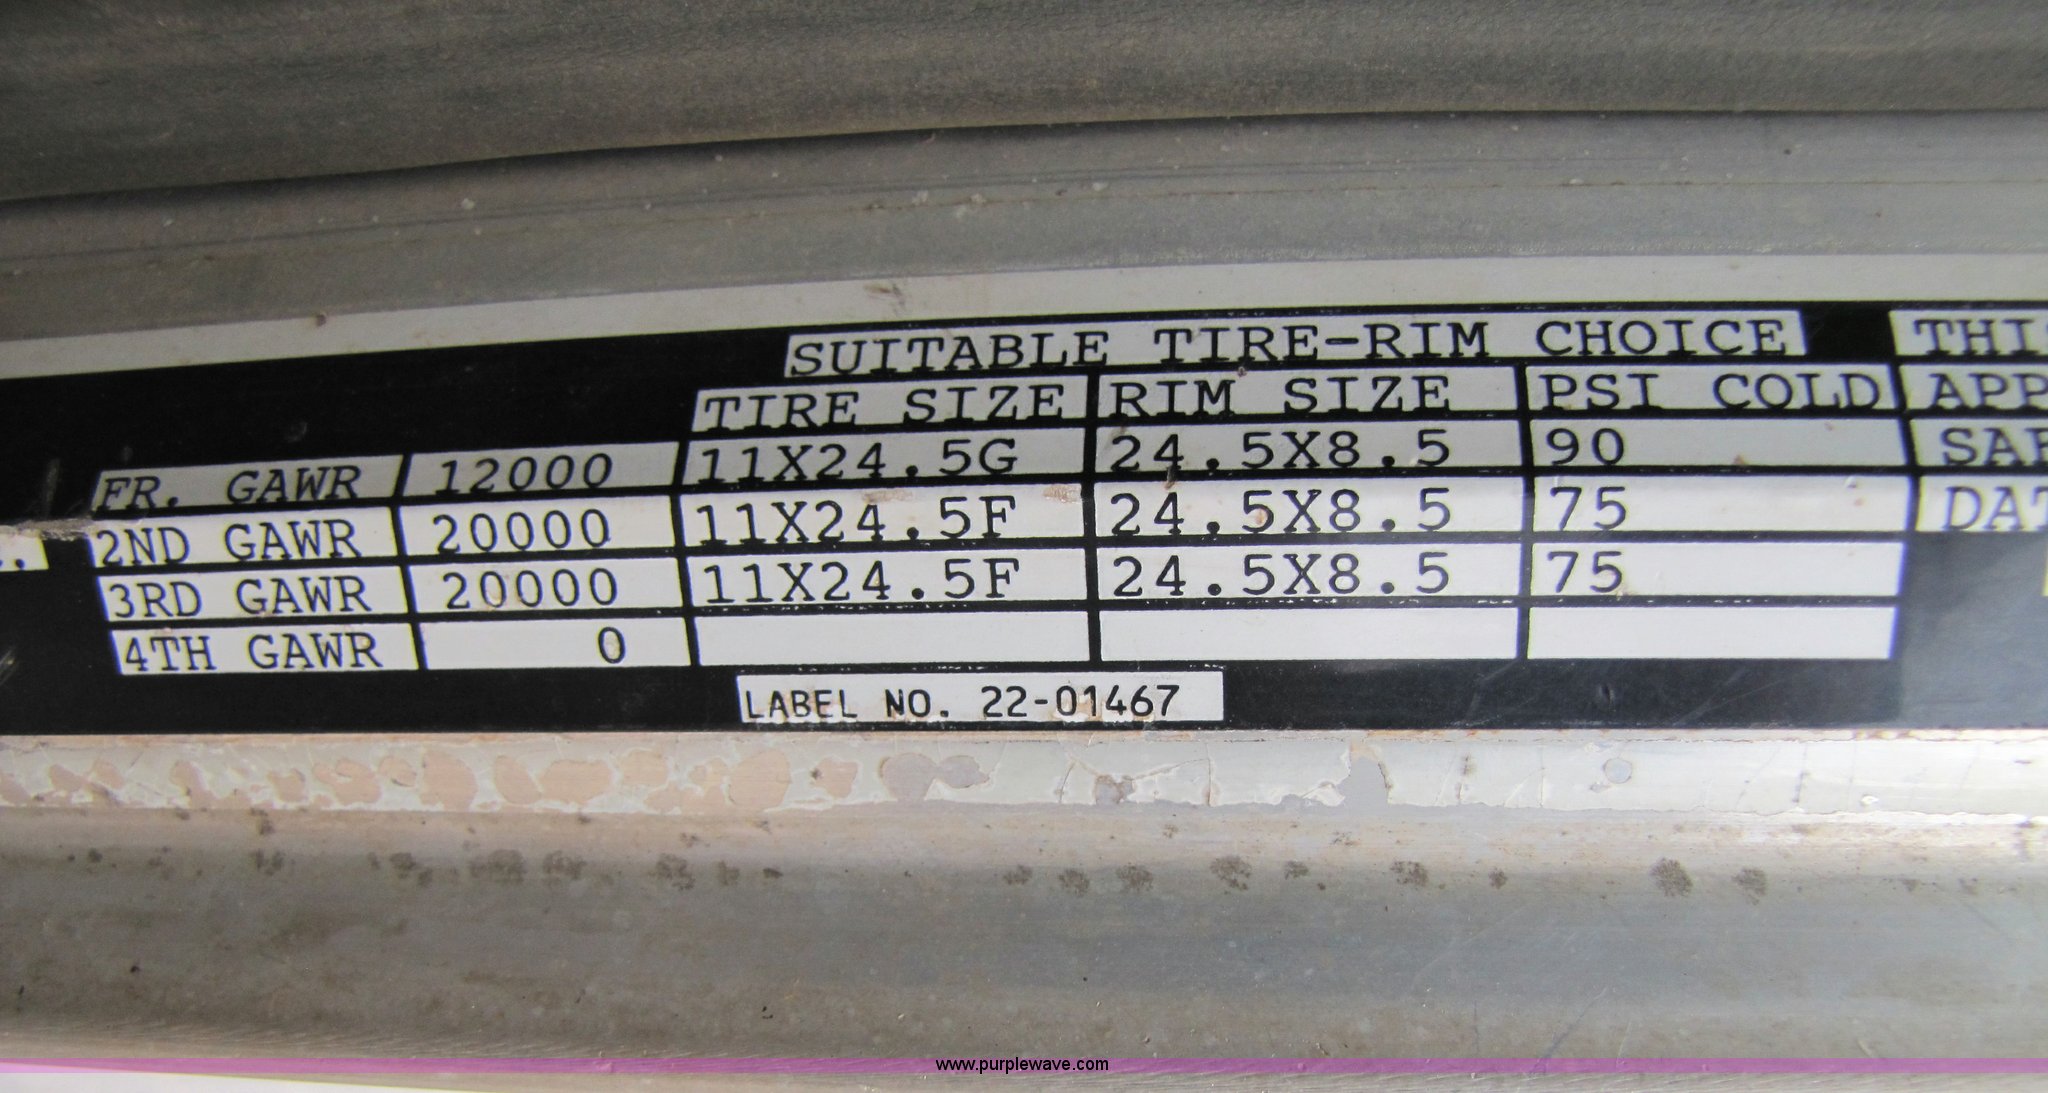 SUITABLE TIRE-RIM CHOICE
TIRE SIZE RIM SIZE PSI COLD
FR. GAWR 12000 11X24.5G 24.5X8.5 90
2ND GAWR 20000 11X24.5F 24.5X8.5 75
3RD GAWR 20000 11X24.5F 24.5X8.5 75
4TH GAWR 0
LABEL NO. 22-01467
www.purplewave.com